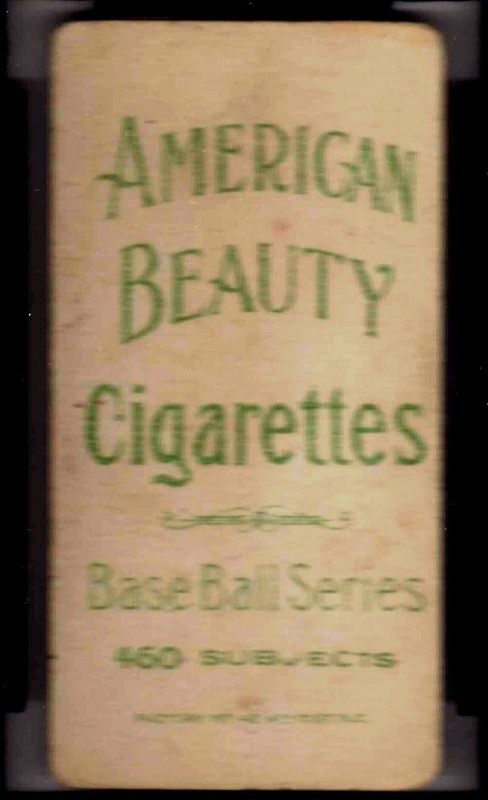 AMERICAN
BEAUTY
Cigarettes
Base Ball Series
460 SUBJECTS